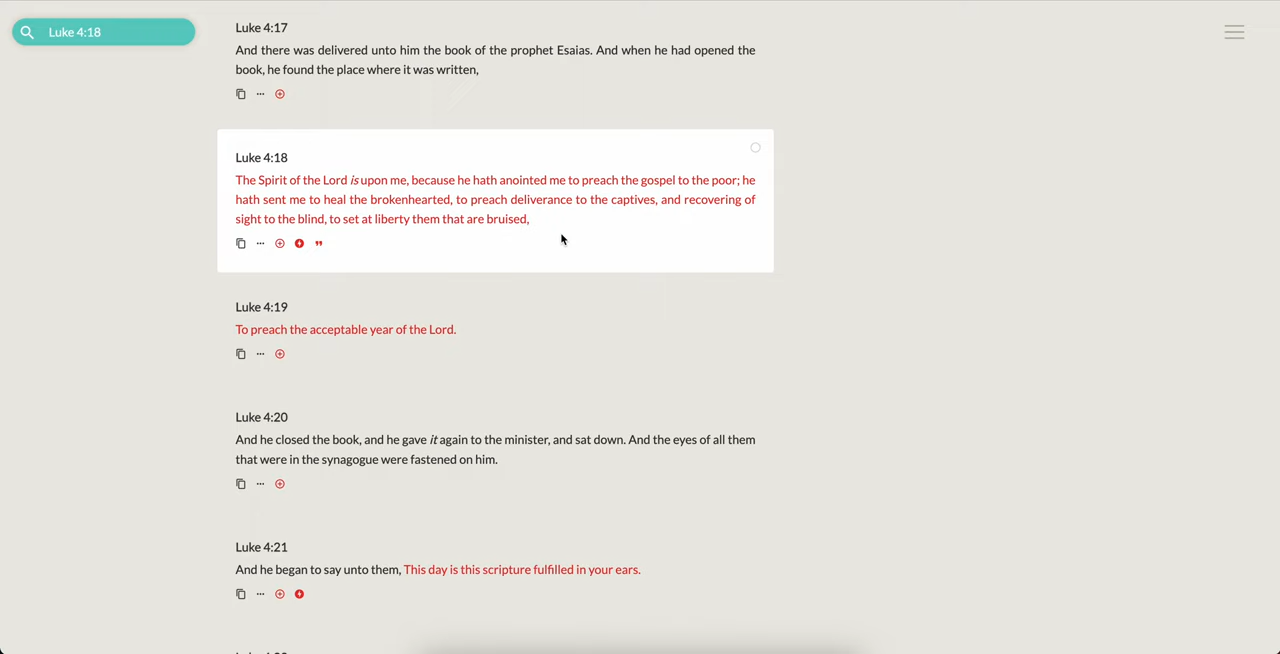 Luke 4:18
Luke 4:17
And there was delivered unto him the book of the prophet Esaias. And when he had opened the
book, he found the place where it was written,
Luke 4:18
The Spirit of the Lord is upon me, because he hath anointed me to preach the gospel to the poor; he
hath sent me to heal the brokenhearted, to preach deliverance to the captives, and recovering of
sight to the blind, to set at liberty them that are bruised,
Luke 4:19
To preach the acceptable year of the Lord.
Luke 4:20
And he closed the book, and he gave it again to the minister, and sat down. And the eyes of all them
that were in the synagogue were fastened on him.
Luke 4:21
And he began to say unto them, This day is this scripture fulfilled in your ears.